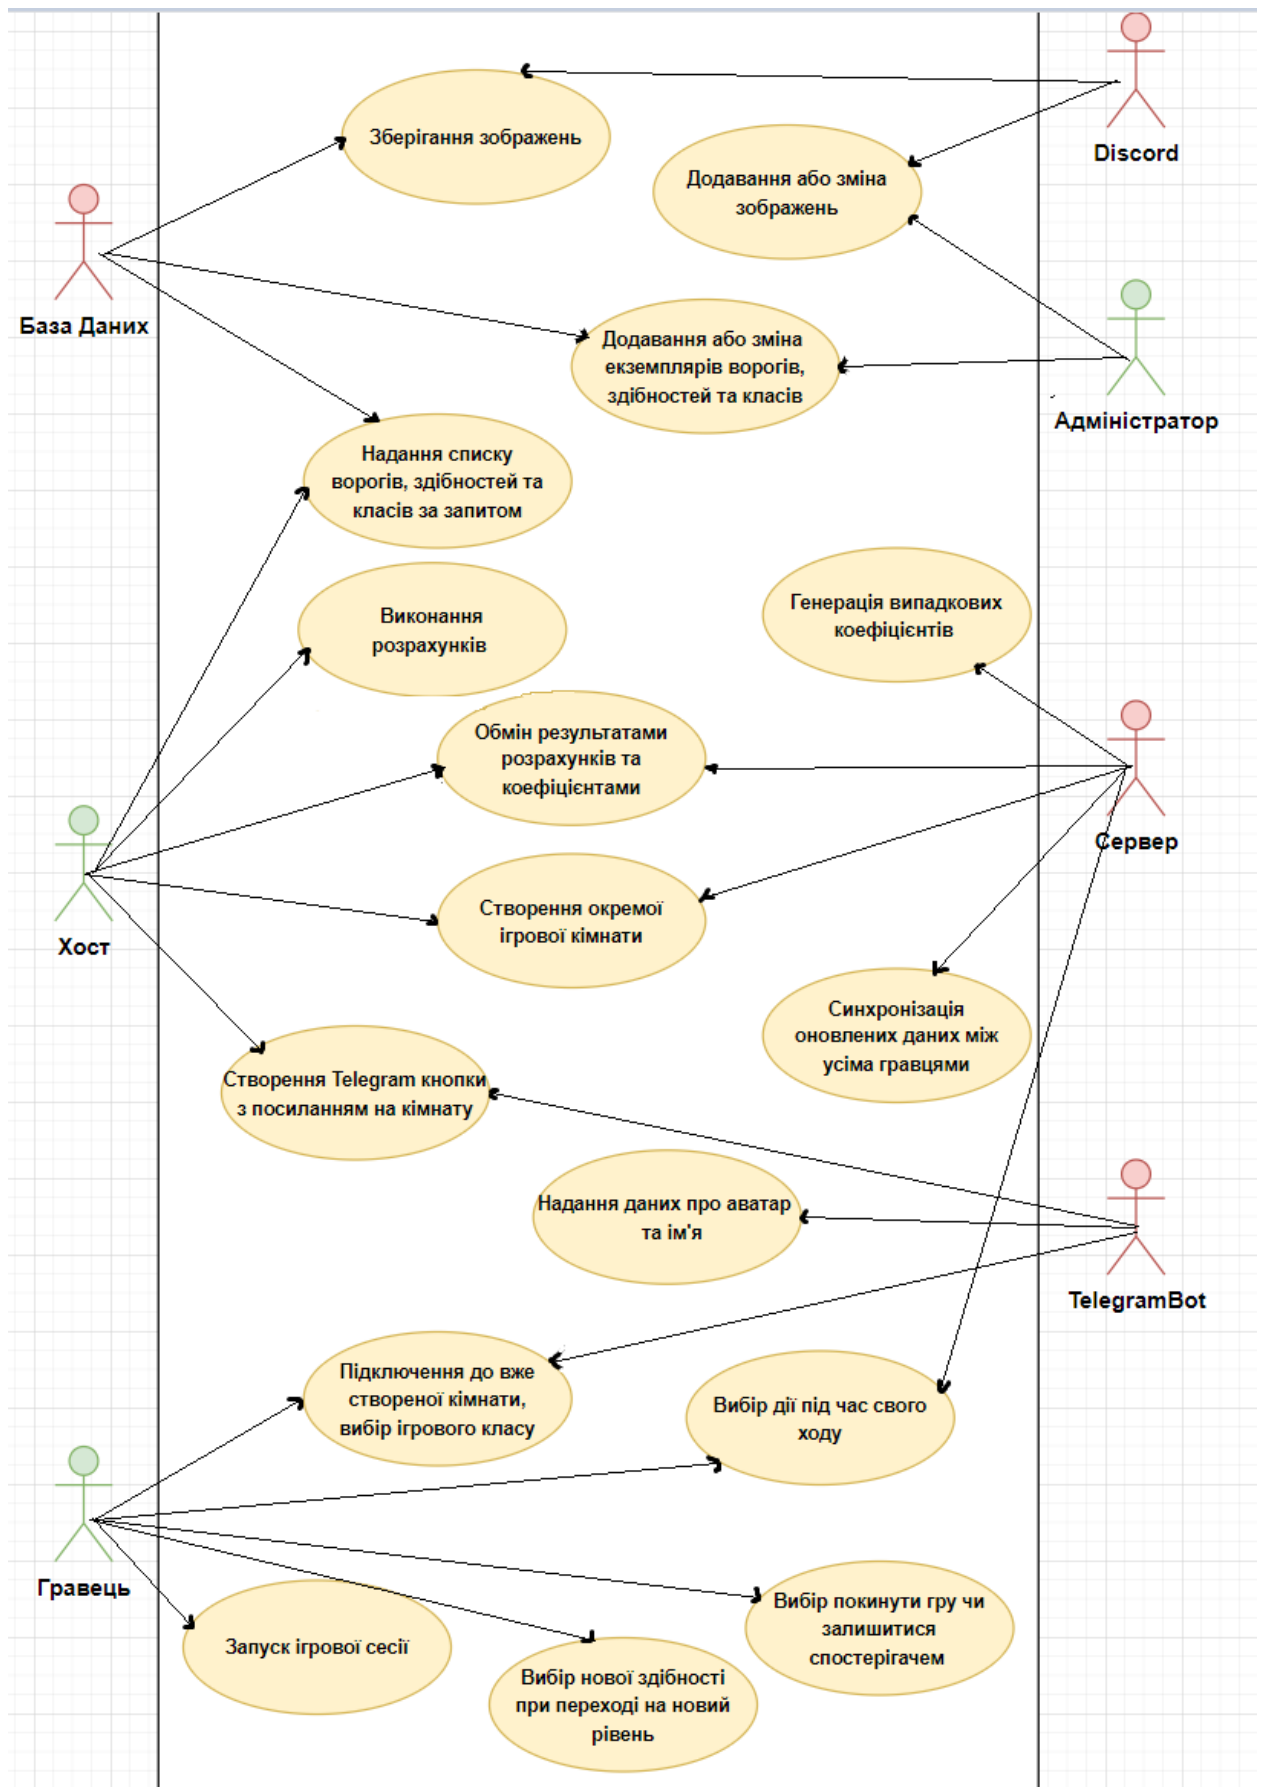 Зберігання зображень
Discord
Додавання або зміна
зображень
База Даних
Додавання або зміна
екземплярів ворогів,
здібностей та класів
Адміністратор
Надання списку
ворогів, здібностей та
класів за запитом
Виконання
розрахунків
Генерація випадкових
коефіцієнтів
Обмін результатами
розрахунків та
коефіцієнтами
Сервер
Хост
Створення окремої
ігрової кімнати
Синхронізація
оновлених даних між
усіма гравцями
Створення Telegram кнопки
з посиланням на кімнату
Надання даних про аватар
та ім'я
TelegramBot
Підключення до вже
створеної кімнати,
вибір ігрового класу
Вибір дії під час свого
ходу
Гравець
Вибір покинути гру чи
залишитися
спостерігачем
Запуск ігрової сесії
Вибір нової здібності
при переході на новий
рівень